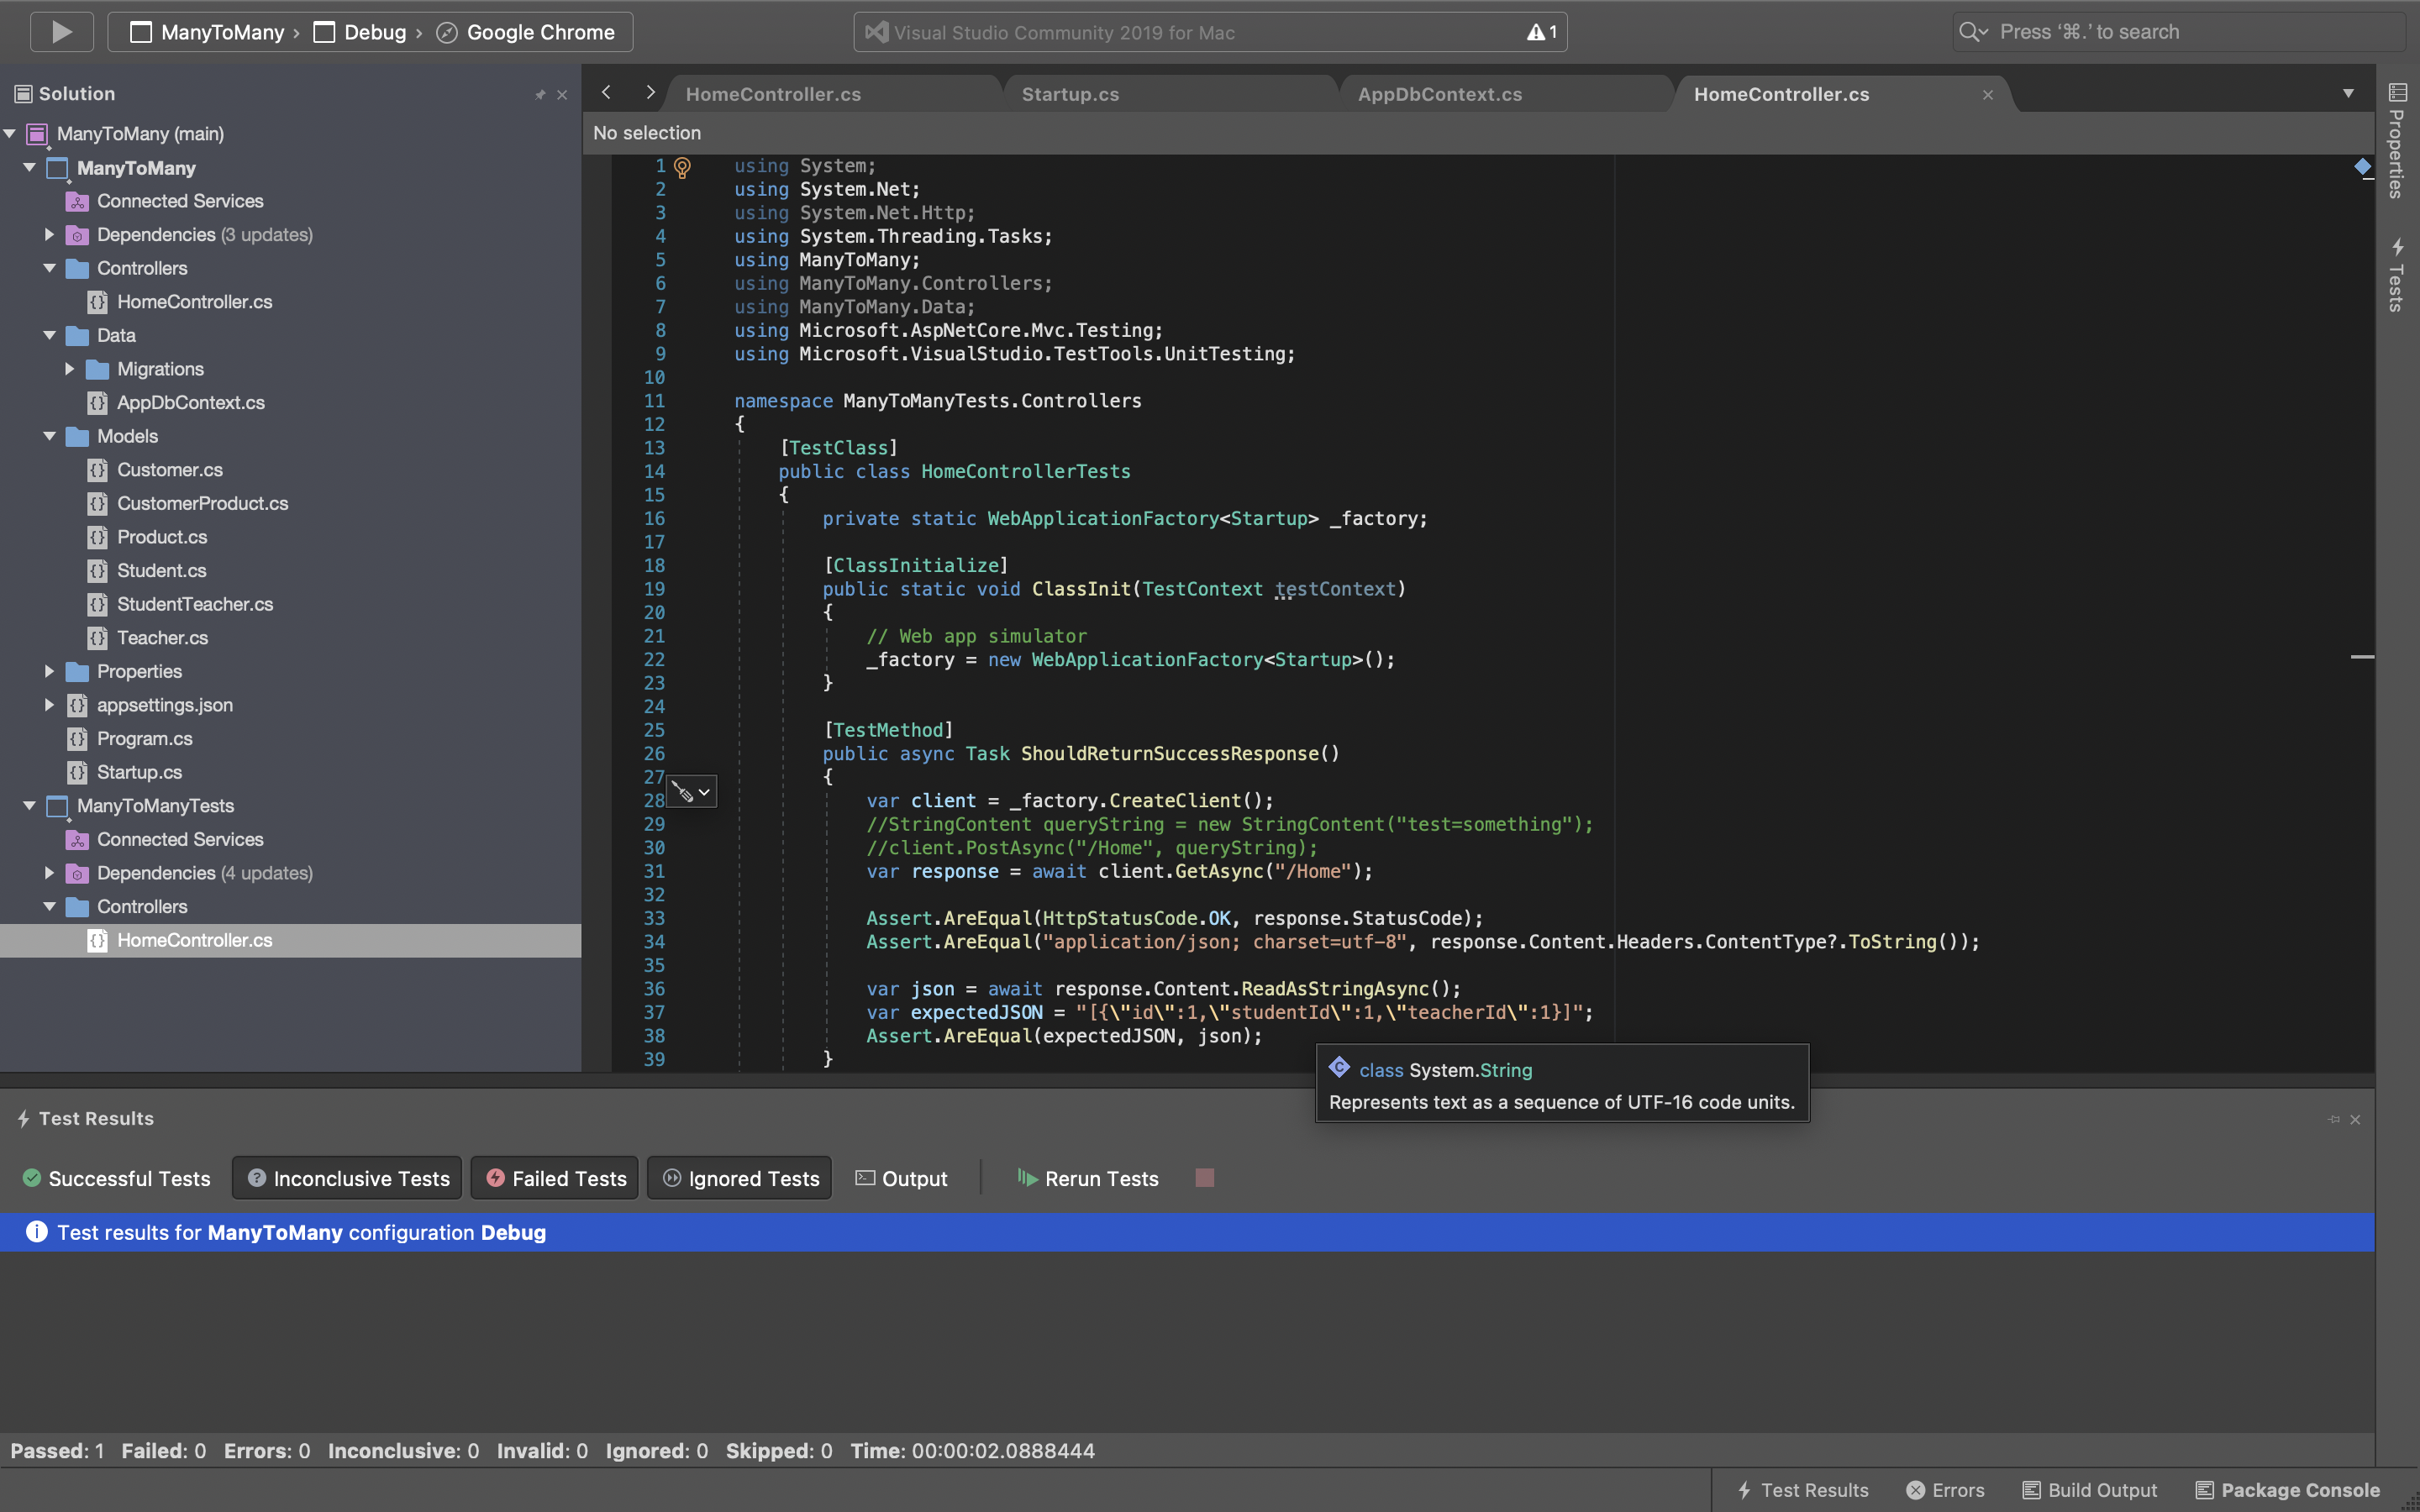 ManyToMany › Debug › Google Chrome
Visual Studio Community 2019 for Mac
1
Press ‘⌘.’ to search
Solution
ManyToMany (main)
ManyToMany
Connected Services
Dependencies (3 updates)
Controllers
HomeController.cs
Data
Migrations
AppDbContext.cs
Models
Customer.cs
CustomerProduct.cs
Product.cs
Student.cs
StudentTeacher.cs
Teacher.cs
Properties
appsettings.json
Program.cs
Startup.cs
ManyToManyTests
Connected Services
Dependencies (4 updates)
Controllers
HomeController.cs
HomeController.cs
Startup.cs
AppDbContext.cs
HomeController.cs
No selection
1 using System;
2 using System.Net;
3 using System.Net.Http;
4 using System.Threading.Tasks;
5 using ManyToMany;
6 using ManyToMany.Controllers;
7 using ManyToMany.Data;
8 using Microsoft.AspNetCore.Mvc.Testing;
9 using Microsoft.VisualStudio.TestTools.UnitTesting;
10
11 namespace ManyToManyTests.Controllers
12 {
13 [TestClass]
14 public class HomeControllerTests
15 {
16 private static WebApplicationFactory<Startup> _factory;
17
18 [ClassInitialize]
19 public static void ClassInit(TestContext testContext)
20 {
21 // Web app simulator
22 _factory = new WebApplicationFactory<Startup>();
23 }
24
25 [TestMethod]
26 public async Task ShouldReturnSuccessResponse()
27 {
28 var client = _factory.CreateClient();
29 //StringContent queryString = new StringContent("test=something");
30 //client.PostAsync("/Home", queryString);
31 var response = await client.GetAsync("/Home");
32
33 Assert.AreEqual(HttpStatusCode.OK, response.StatusCode);
34 Assert.AreEqual("application/json; charset=utf-8", response.Content.Headers.ContentType?.ToString());
35
36 var json = await response.Content.ReadAsStringAsync();
37 var expectedJSON = "[{\"id\":1,\"studentId\":1,\"teacherId\":1}]";
38 Assert.AreEqual(expectedJSON, json);
39 }
class System.String
Represents text as a sequence of UTF-16 code units.
Properties
Tests
Test Results
Successful Tests
Inconclusive Tests
Failed Tests
Ignored Tests
Output
Rerun Tests
Test results for ManyToMany configuration Debug
Passed: 1 Failed: 0 Errors: 0 Inconclusive: 0 Invalid: 0 Ignored: 0 Skipped: 0 Time: 00:00:02.0888444
Test Results
Errors
Build Output
Package Console